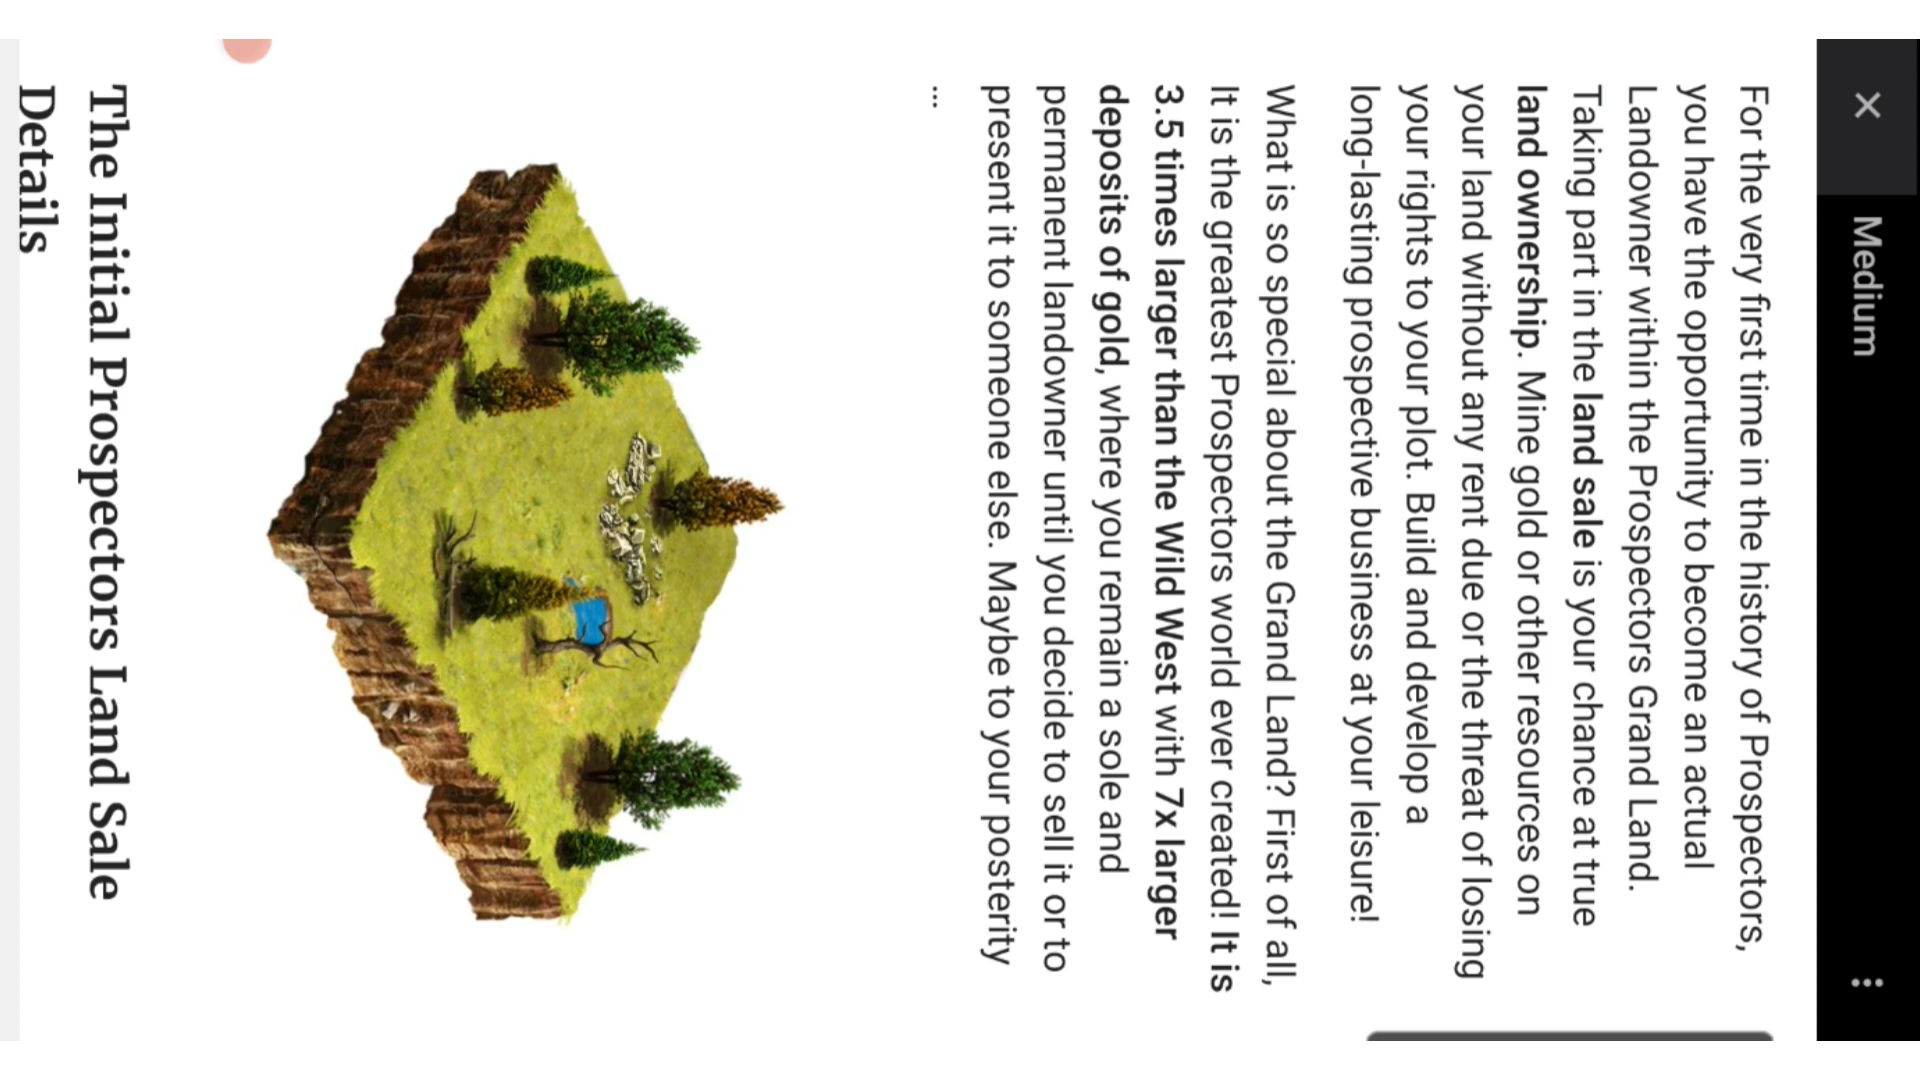 Medium
For the very first time in the history of Prospectors,
you have the opportunity to become an actual
Landowner within the Prospectors Grand Land.
Taking part in the land sale is your chance at true
land ownership. Mine gold or other resources on
your land without any rent due or the threat of losing
your rights to your plot. Build and develop a
long-lasting prospective business at your leisure!
What is so special about the Grand Land? First of all,
It is the greatest Prospectors world ever created! It is
3.5 times larger than the Wild West with 7x larger
deposits of gold, where you remain a sole and
permanent landowner until you decide to sell it or to
present it to someone else. Maybe to your posterity
...
The Initial Prospectors Land Sale
Details